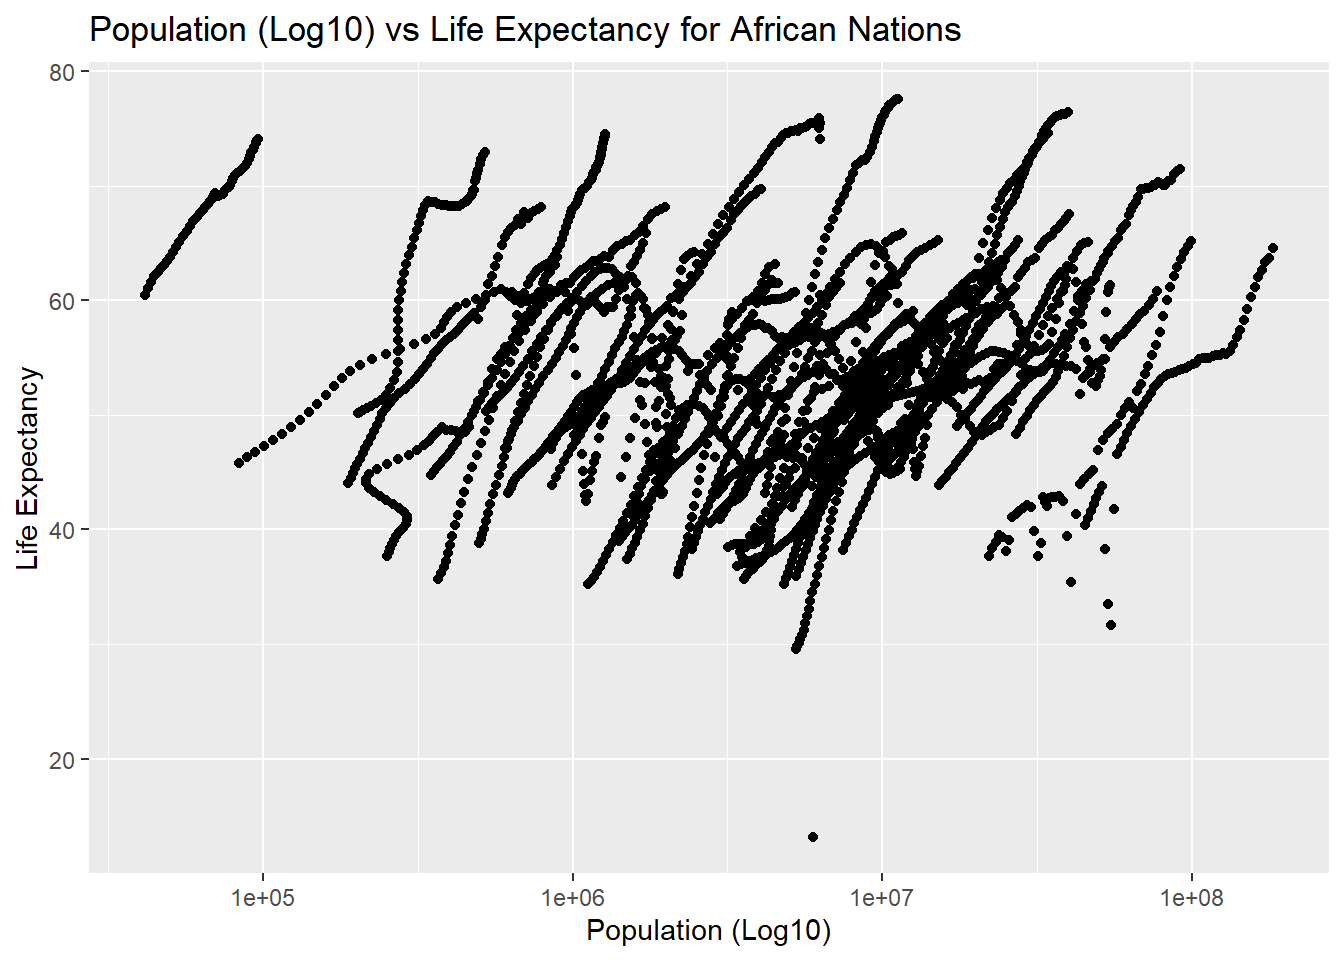 Population (Log10) vs Life Expectancy for African Nations
80
60
40
20
Life Expectancy
1e+05 1e+06 1e+07 1e+08
Population (Log10)